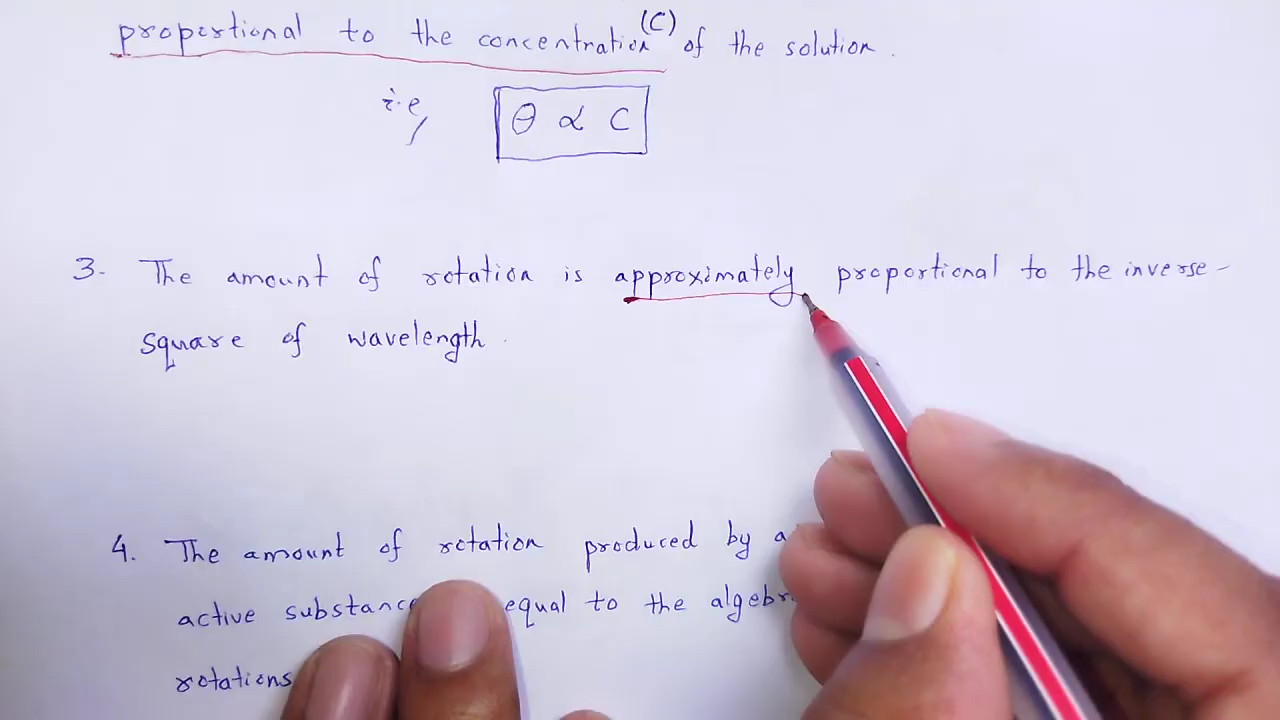 proportional to the concentration (C) of the solution.
i.e, θ ∝ C
3. The amount of rotation is approximately proportional to the inverse-
square of wavelength.
4. The amount of rotation produced by a
active substance equal to the
rotations